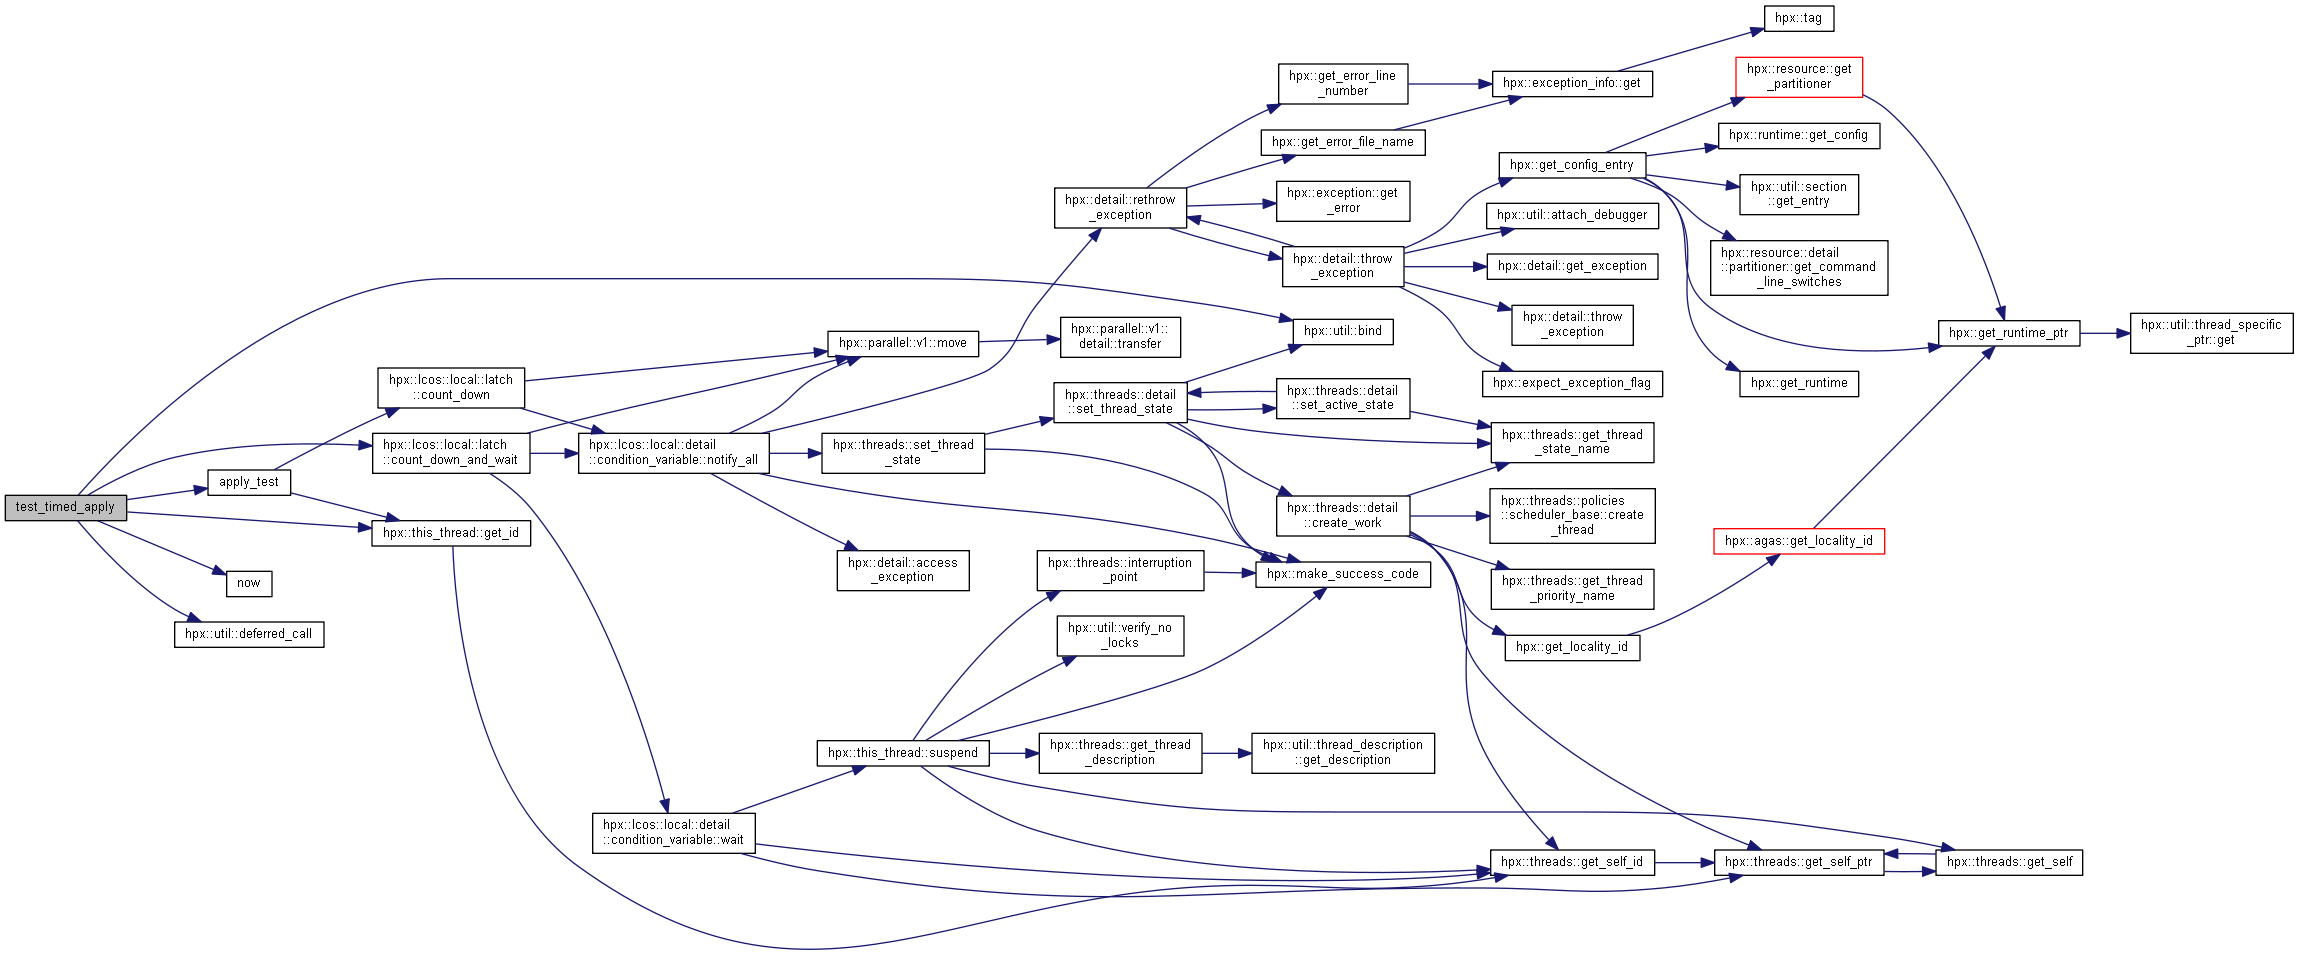 test_timed_apply
apply_test
now
hpx::util::deferred_call
hpx::lcos::local::latch
::count_down
hpx::lcos::local::latch
::count_down_and_wait
hpx::this_thread::get_id
hpx::lcos::local::detail
::condition_variable::notify_all
hpx::lcos::local::detail
::condition_variable::wait
hpx::parallel::v1::move
hpx::threads::set_thread
_state
hpx::detail::access
_exception
hpx::this_thread::suspend
hpx::detail::rethrow
_exception
hpx::parallel::v1::
detail::transfer
hpx::threads::detail
::set_thread_state
hpx::threads::interruption
_point
hpx::util::verify_no
_locks
hpx::threads::get_thread
_description
hpx::get_error_line
_number
hpx::get_error_file_name
hpx::exception::get
_error
hpx::detail::throw
_exception
hpx::util::bind
hpx::threads::detail
::set_active_state
hpx::threads::detail
::create_work
hpx::make_success_code
hpx::util::thread_description
::get_description
hpx::exception_info::get
hpx::get_config_entry
hpx::util::attach_debugger
hpx::detail::get_exception
hpx::detail::throw
_exception
hpx::expect_exception_flag
hpx::threads::get_thread
_state_name
hpx::threads::policies
::scheduler_base::create
_thread
hpx::threads::get_thread
_priority_name
hpx::get_locality_id
hpx::threads::get_self_id
hpx::tag
hpx::resource::get
_partitioner
hpx::runtime::get_config
hpx::util::section
::get_entry
hpx::resource::detail
::partitioner::get_command
_line_switches
hpx::get_runtime
hpx::agas::get_locality_id
hpx::threads::get_self_ptr
hpx::get_runtime_ptr
hpx::threads::get_self
hpx::util::thread_specific
_ptr::get